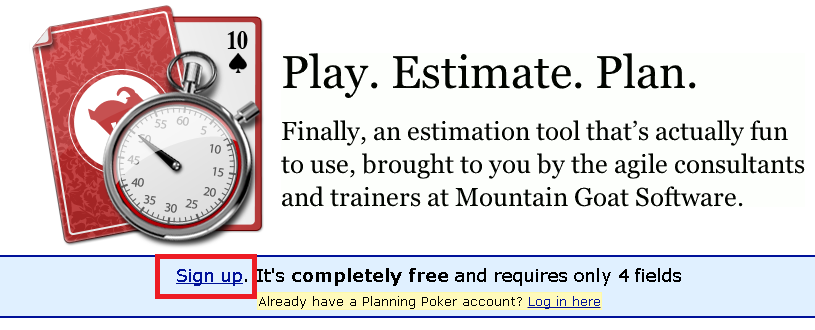 10
60
5
10
15
20
25
30
35
40
45
50
55
Play. Estimate. Plan.
Finally, an estimation tool that's actually fun
to use, brought to you by the agile consultants
and trainers at Mountain Goat Software.
Sign up. It's completely free and requires only 4 fields
Already have a Planning Poker account? Log in here